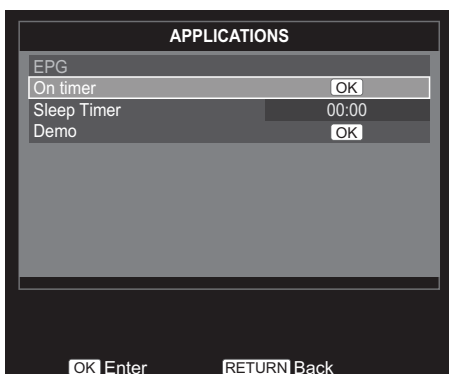 APPLICATIONS
EPG
On timer OK
Sleep Timer 00:00
Demo OK
OK Enter RETURN Back